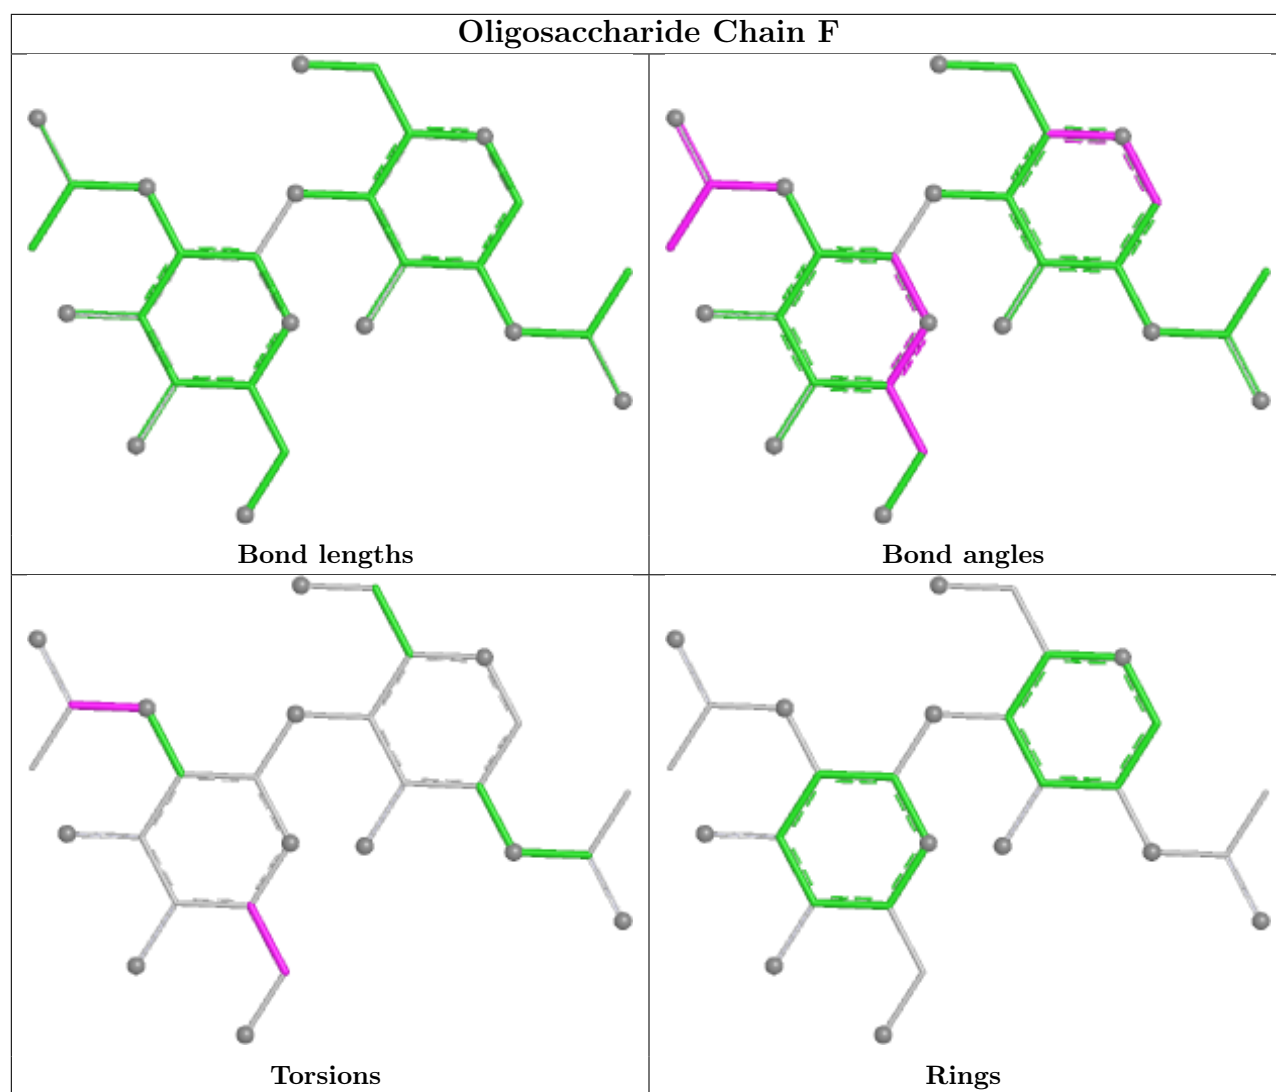 Oligosaccharide Chain F
Bond lengths
Bond angles
Torsions
Rings